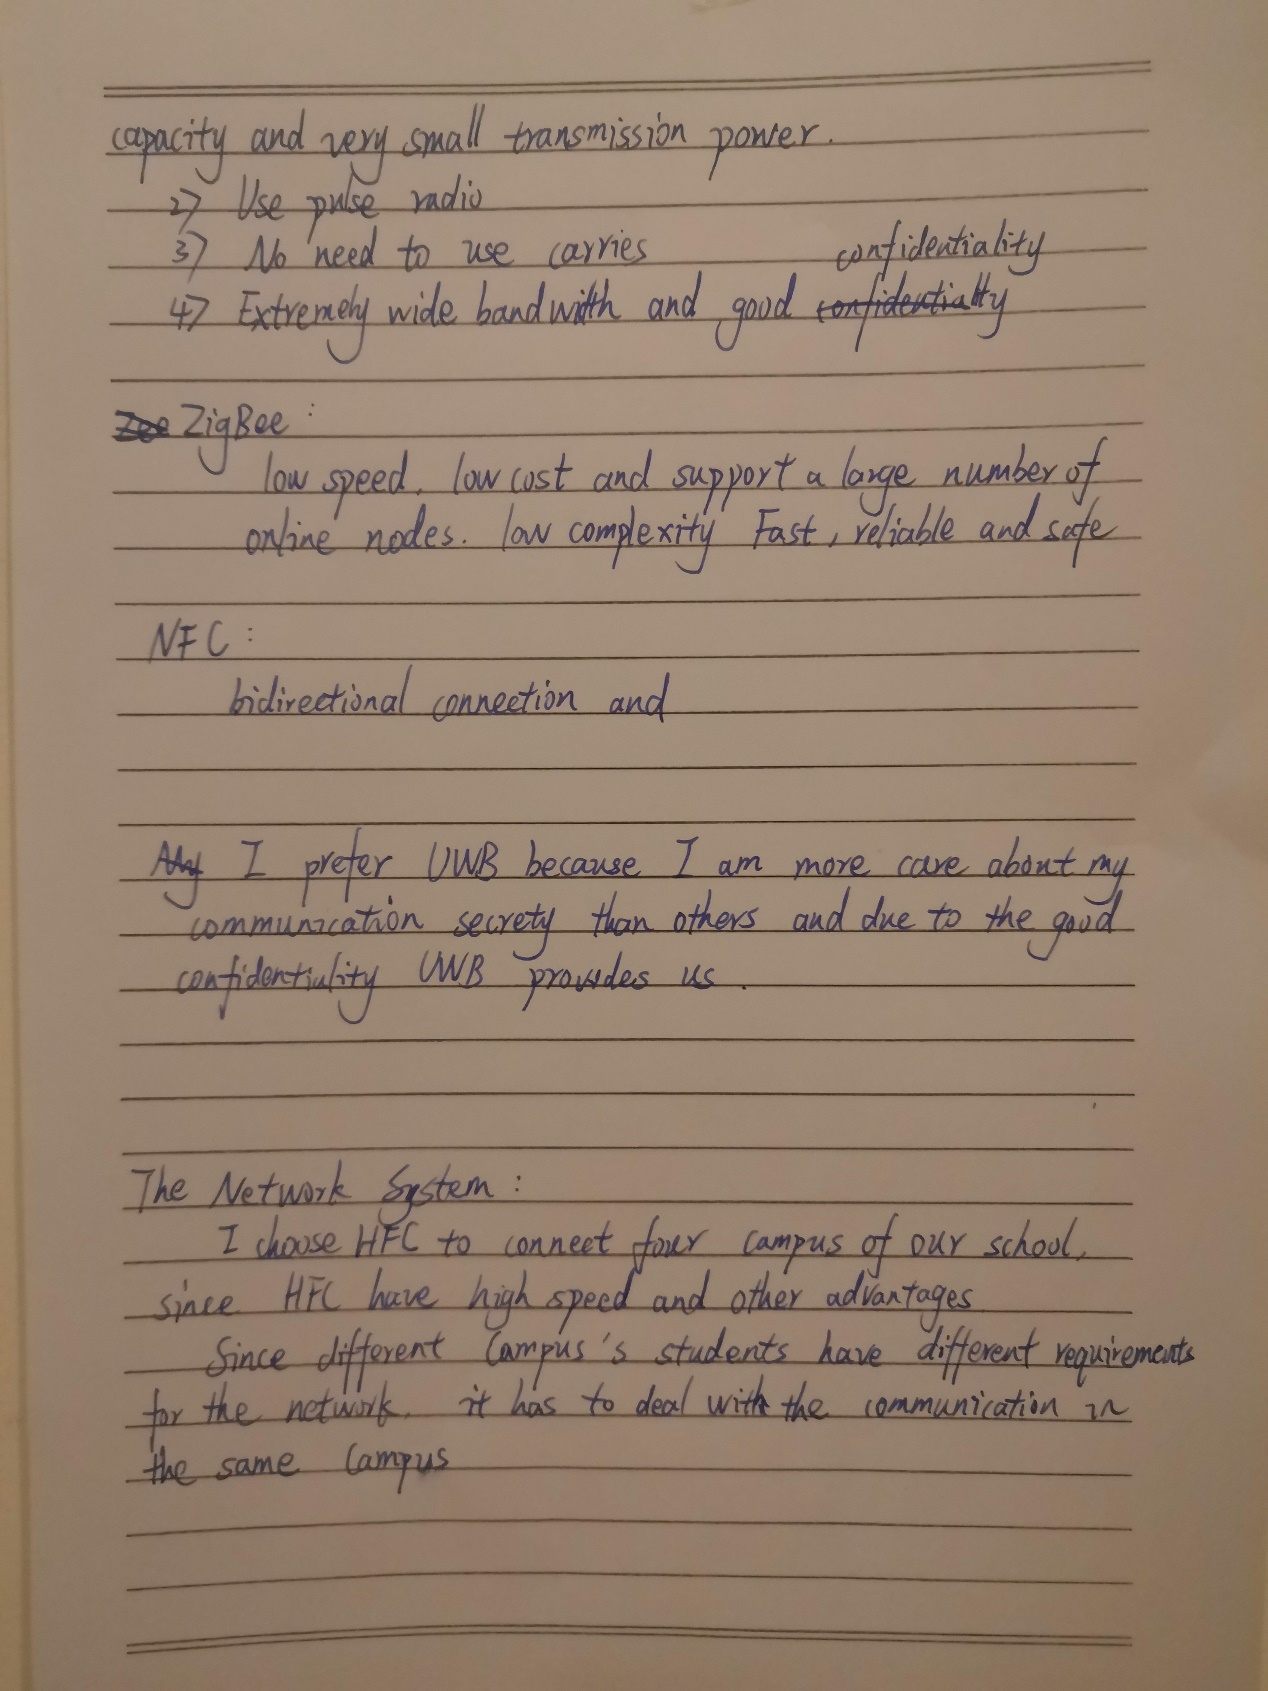 capacity and very small transmission power.
2) Use pulse radio
3) No need to use carries
confidentiality
4) Extremely wide bandwidth and good confidentialty
Zee ZigBee :
low speed. low cost and support a large number of
online nodes. low complexity Fast, reliable and safe
NFC :
bidirectional connection and
My I prefer UWB because I am more care about my
communication secrety than others and due to the good
confidentiality UWB provides us .
The Network System :
I choose HFC to connect four campus of our school.
since HFC have high speed and other advantages
Since different Campus's students have different requirements
for the network. it has to deal with the communication in
the same Campus